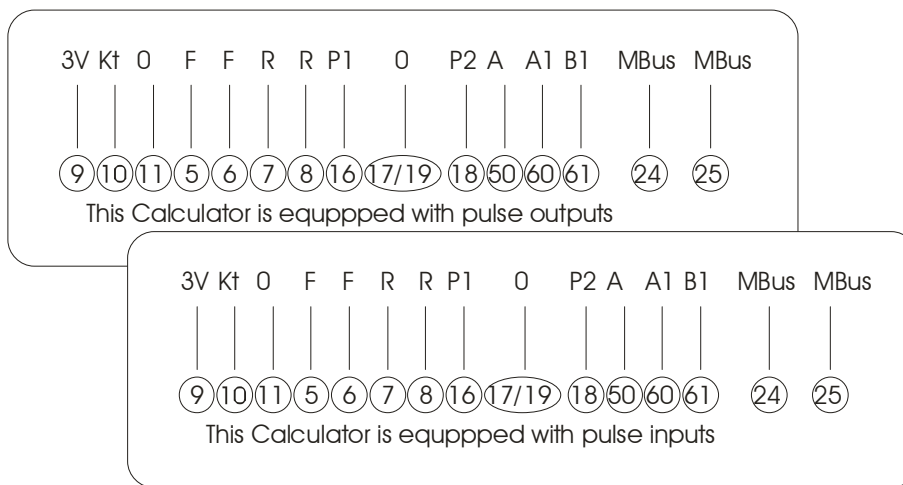 3V Kt 0 F F R R P1 0 P2 A A1 B1 MBus MBus
9 10 11 5 6 7 8 16 17/19 18 50 60 61 24 25
This Calculator is equppped with pulse outputs
3V Kt 0 F F R R P1 0 P2 A A1 B1 MBus MBus
9 10 11 5 6 7 8 16 17/19 18 50 60 61 24 25
This Calculator is equppped with pulse inputs